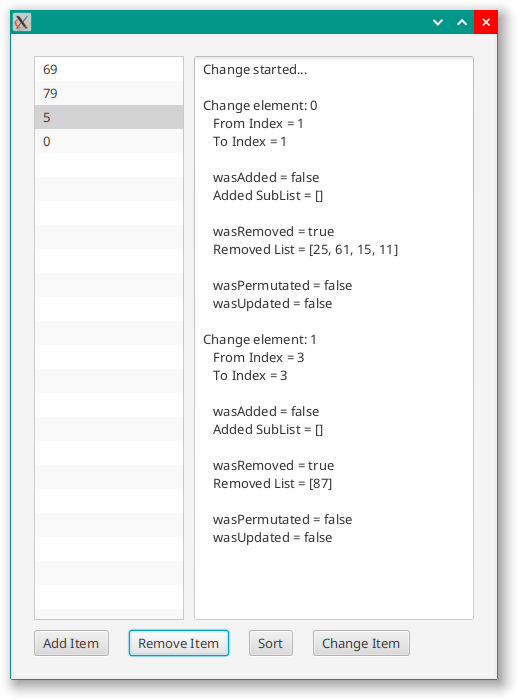 69
79
5
0
Change started...
Change element: 0
From Index = 1
To Index = 1
wasAdded = false
Added SubList = []
wasRemoved = true
Removed List = [25, 61, 15, 11]
wasPermutated = false
wasUpdated = false
Change element: 1
From Index = 3
To Index = 3
wasAdded = false
Added SubList = []
wasRemoved = true
Removed List = [87]
wasPermutated = false
wasUpdated = false
Add Item
Remove Item
Sort
Change Item